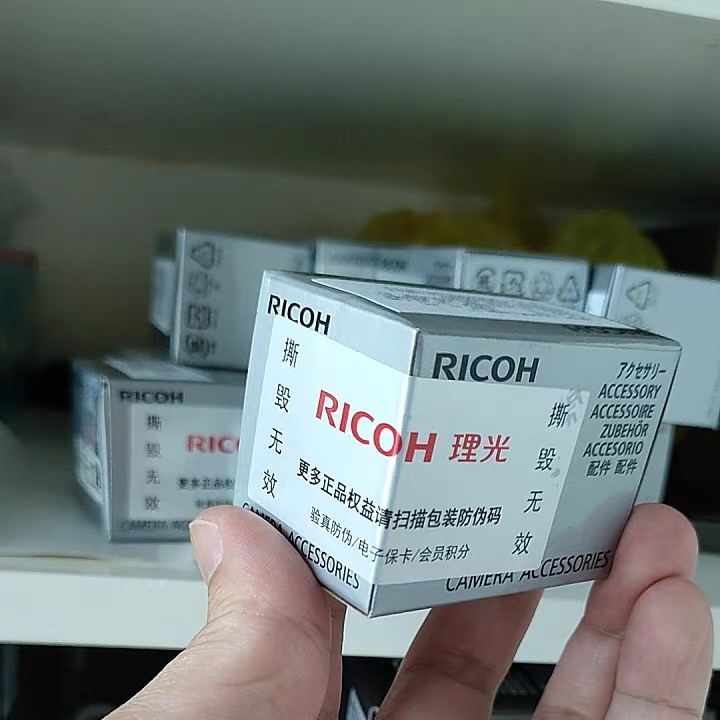 RICOH
RICOH
撕毁无效
RICOH 理光
更多正品权益请扫描包装防伪码
验真防伪/电子保卡/会员积分
撕毁无效
CAMERA ACCESSORIES
CAMERA ACCESSORIES
アクセサリー
ACCESSORY
ACCESSOIRE
ZUBEHÖR
ACCESORIO
配件 配件
RICOH
撕毁无效
RIC
CAMERA